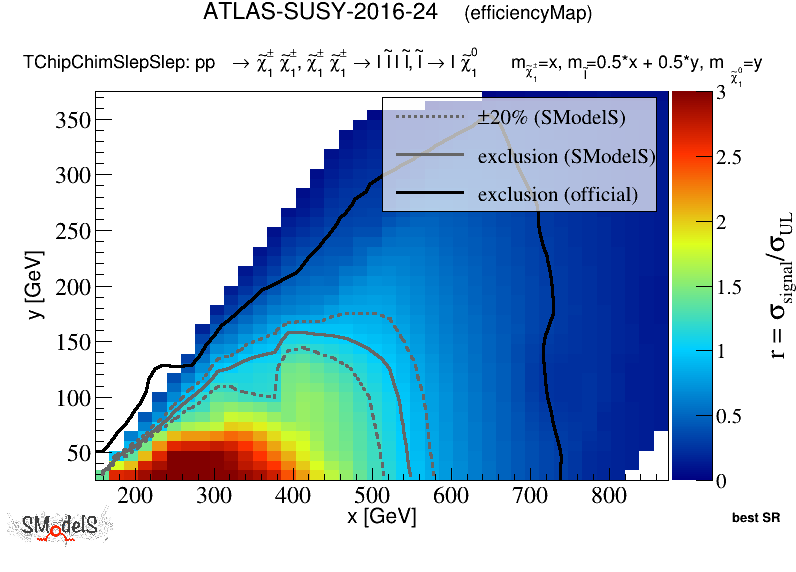 ATLAS-SUSY-2016-24 (efficiencyMap)
TChipChimSlepSlep: pp → χ̃₁± χ̃₁±, χ̃₁± χ̃₁± → l l̃ l l̃, l̃ → l χ̃₁⁰ m_χ̃₁± =x, m_l̃ =0.5*x + 0.5*y, m_χ̃₁⁰ =y
±20% (SModelS)
exclusion (SModelS)
exclusion (official)
350
300
250
200
150
100
50
y [GeV]
200 300 400 500 600 700 800
x [GeV]
3
2.5
2
1.5
1
0.5
0
r = σ_signal/σ_UL
SModelS
best SR